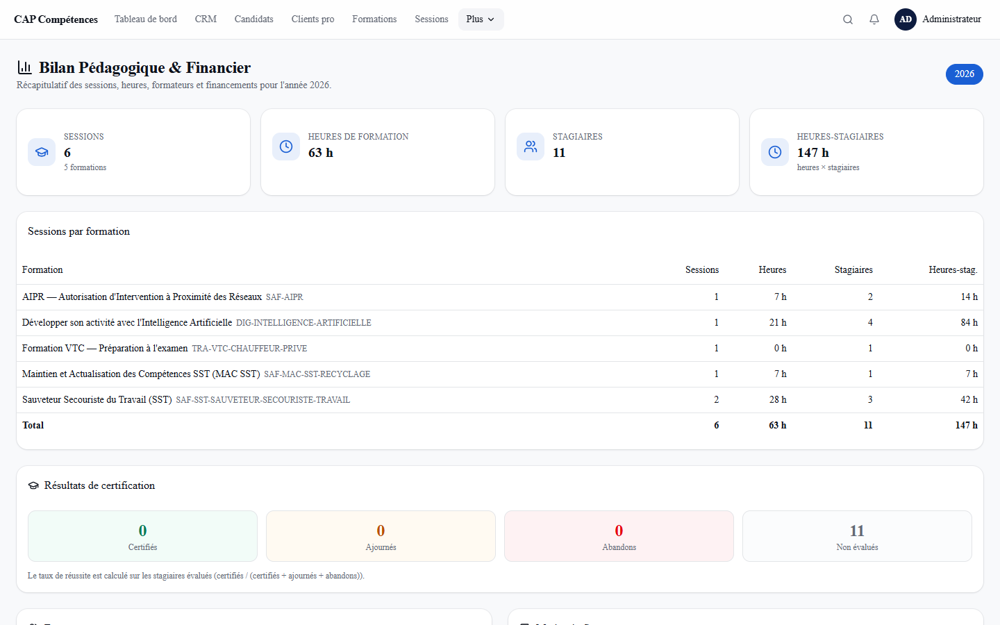 CAP Compétences Tableau de bord CRM Candidats Clients pro Formations Sessions Plus AD Administrateur
Bilan Pédagogique & Financier
Récapitulatif des sessions, heures, formateurs et financements pour l'année 2026.
2026
SESSIONS
6
5 formations
HEURES DE FORMATION
63 h
STAGIAIRES
11
HEURES-STAGIAIRES
147 h
heures × stagiaires
Sessions par formation
Formation Sessions Heures Stagiaires Heures-stag.
AIPR — Autorisation d'Intervention à Proximité des Réseaux SAF-AIPR 1 7 h 2 14 h
Développer son activité avec l'Intelligence Artificielle DIG-INTELLIGENCE-ARTIFICIELLE 1 21 h 4 84 h
Formation VTC — Préparation à l'examen TRA-VTC-CHAUFFEUR-PRIVE 1 0 h 1 0 h
Maintien et Actualisation des Compétences SST (MAC SST) SAF-MAC-SST-RECYCLAGE 1 7 h 1 7 h
Sauveteur Secouriste du Travail (SST) SAF-SST-SAUVETEUR-SECOURISTE-TRAVAIL 2 28 h 3 42 h
Total 6 63 h 11 147 h
Résultats de certification
0
Certifiés
0
Ajournés
0
Abandons
11
Non évalués
Le taux de réussite est calculé sur les stagiaires évalués (certifiés / (certifiés + ajournés + abandons)).